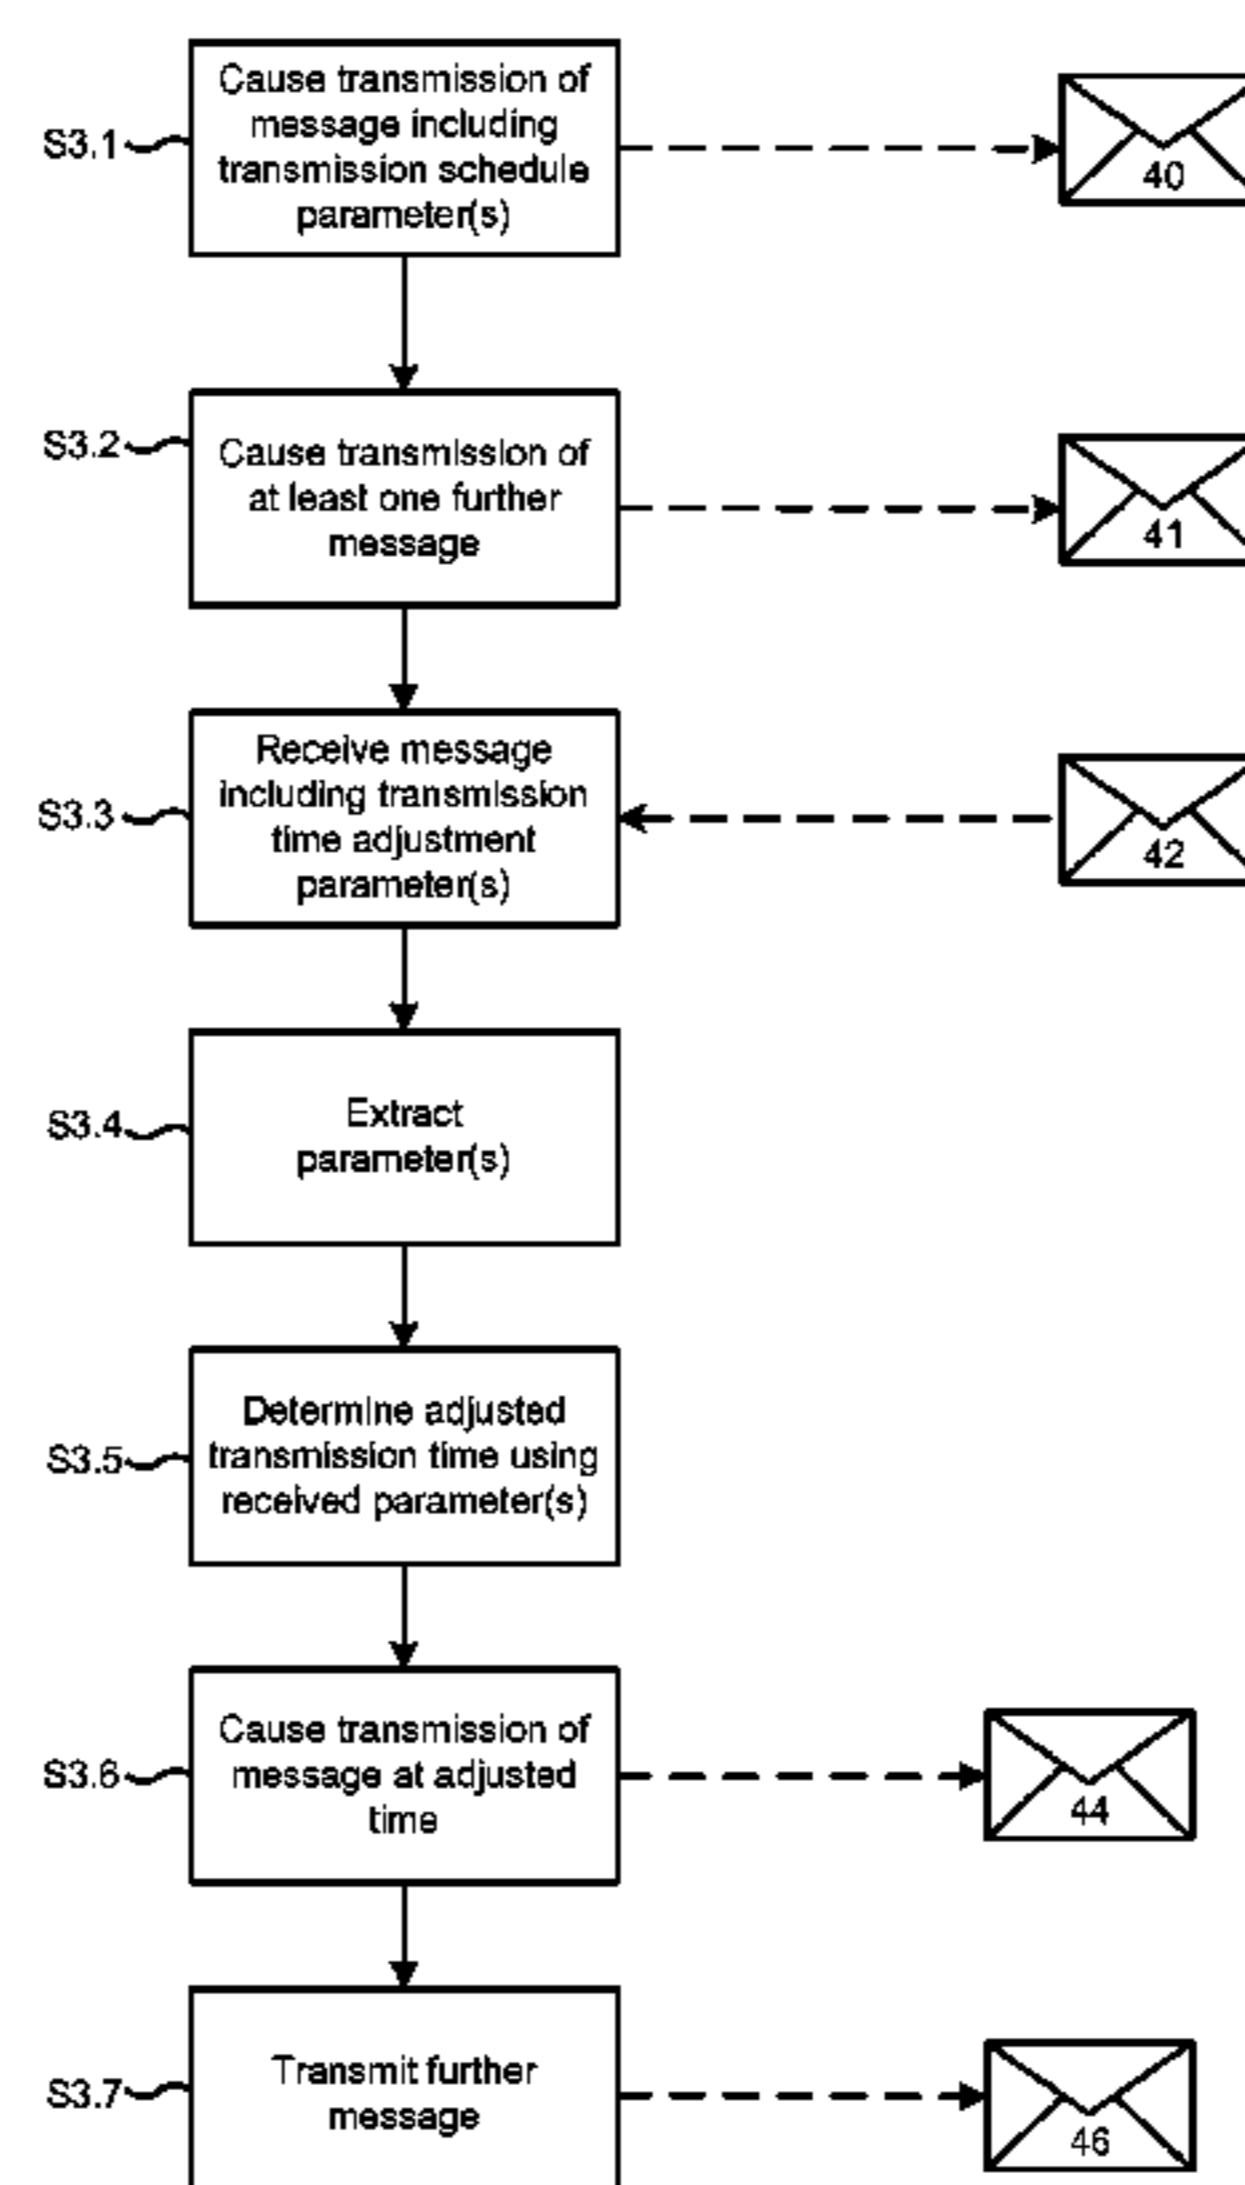 Cause transmission of
message including
transmission schedule
parameter(s)
S3.1
40
S3.2
Cause transmission of
at least one further
message
41
Receive message
including transmission
time adjustment
parameter(s)
S3.3
42
S3.4
Extract
parameter(s)
Determine adjusted
transmission time using
received parameter(s)
S3.5
Cause transmission of
message at adjusted
time
S3.6
44
Transmit further
message
S3.7
46